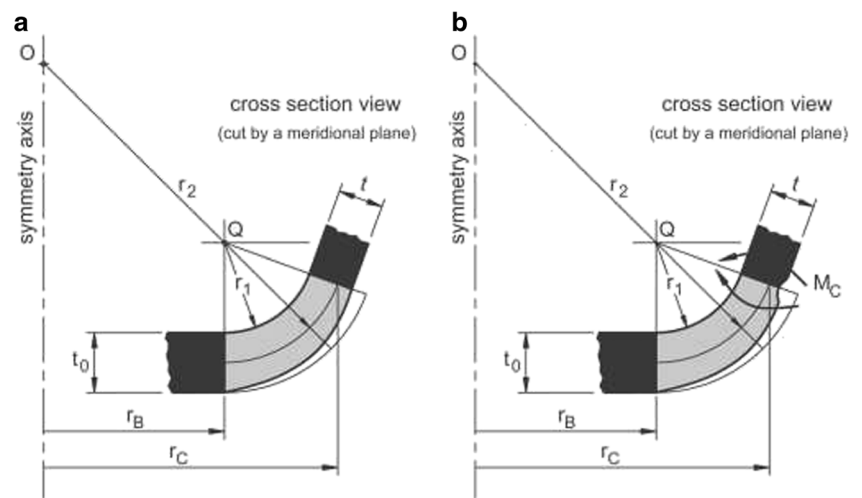 a
O
symmetry axis
cross section view
(cut by a meridional plane)
r2
t
Q
r1
t0
rB
rC
b
O
symmetry axis
cross section view
(cut by a meridional plane)
r2
t
Q
r1
MC
t0
rB
rC